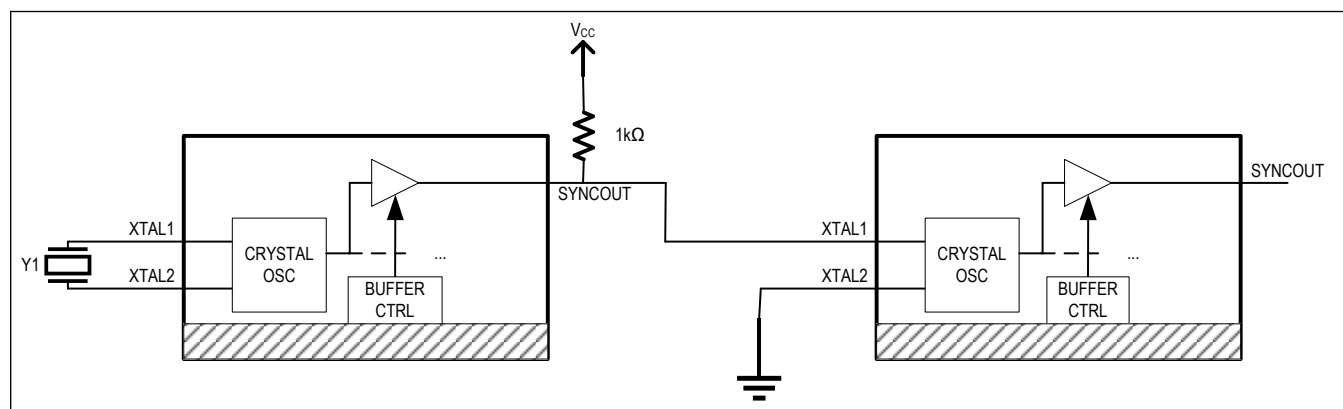 VCC
1kΩ
SYNCOUT
SYNCOUT
XTAL1
XTAL1
Y1
CRYSTAL
OSC
...
CRYSTAL
OSC
...
XTAL2
XTAL2
BUFFER
CTRL
BUFFER
CTRL